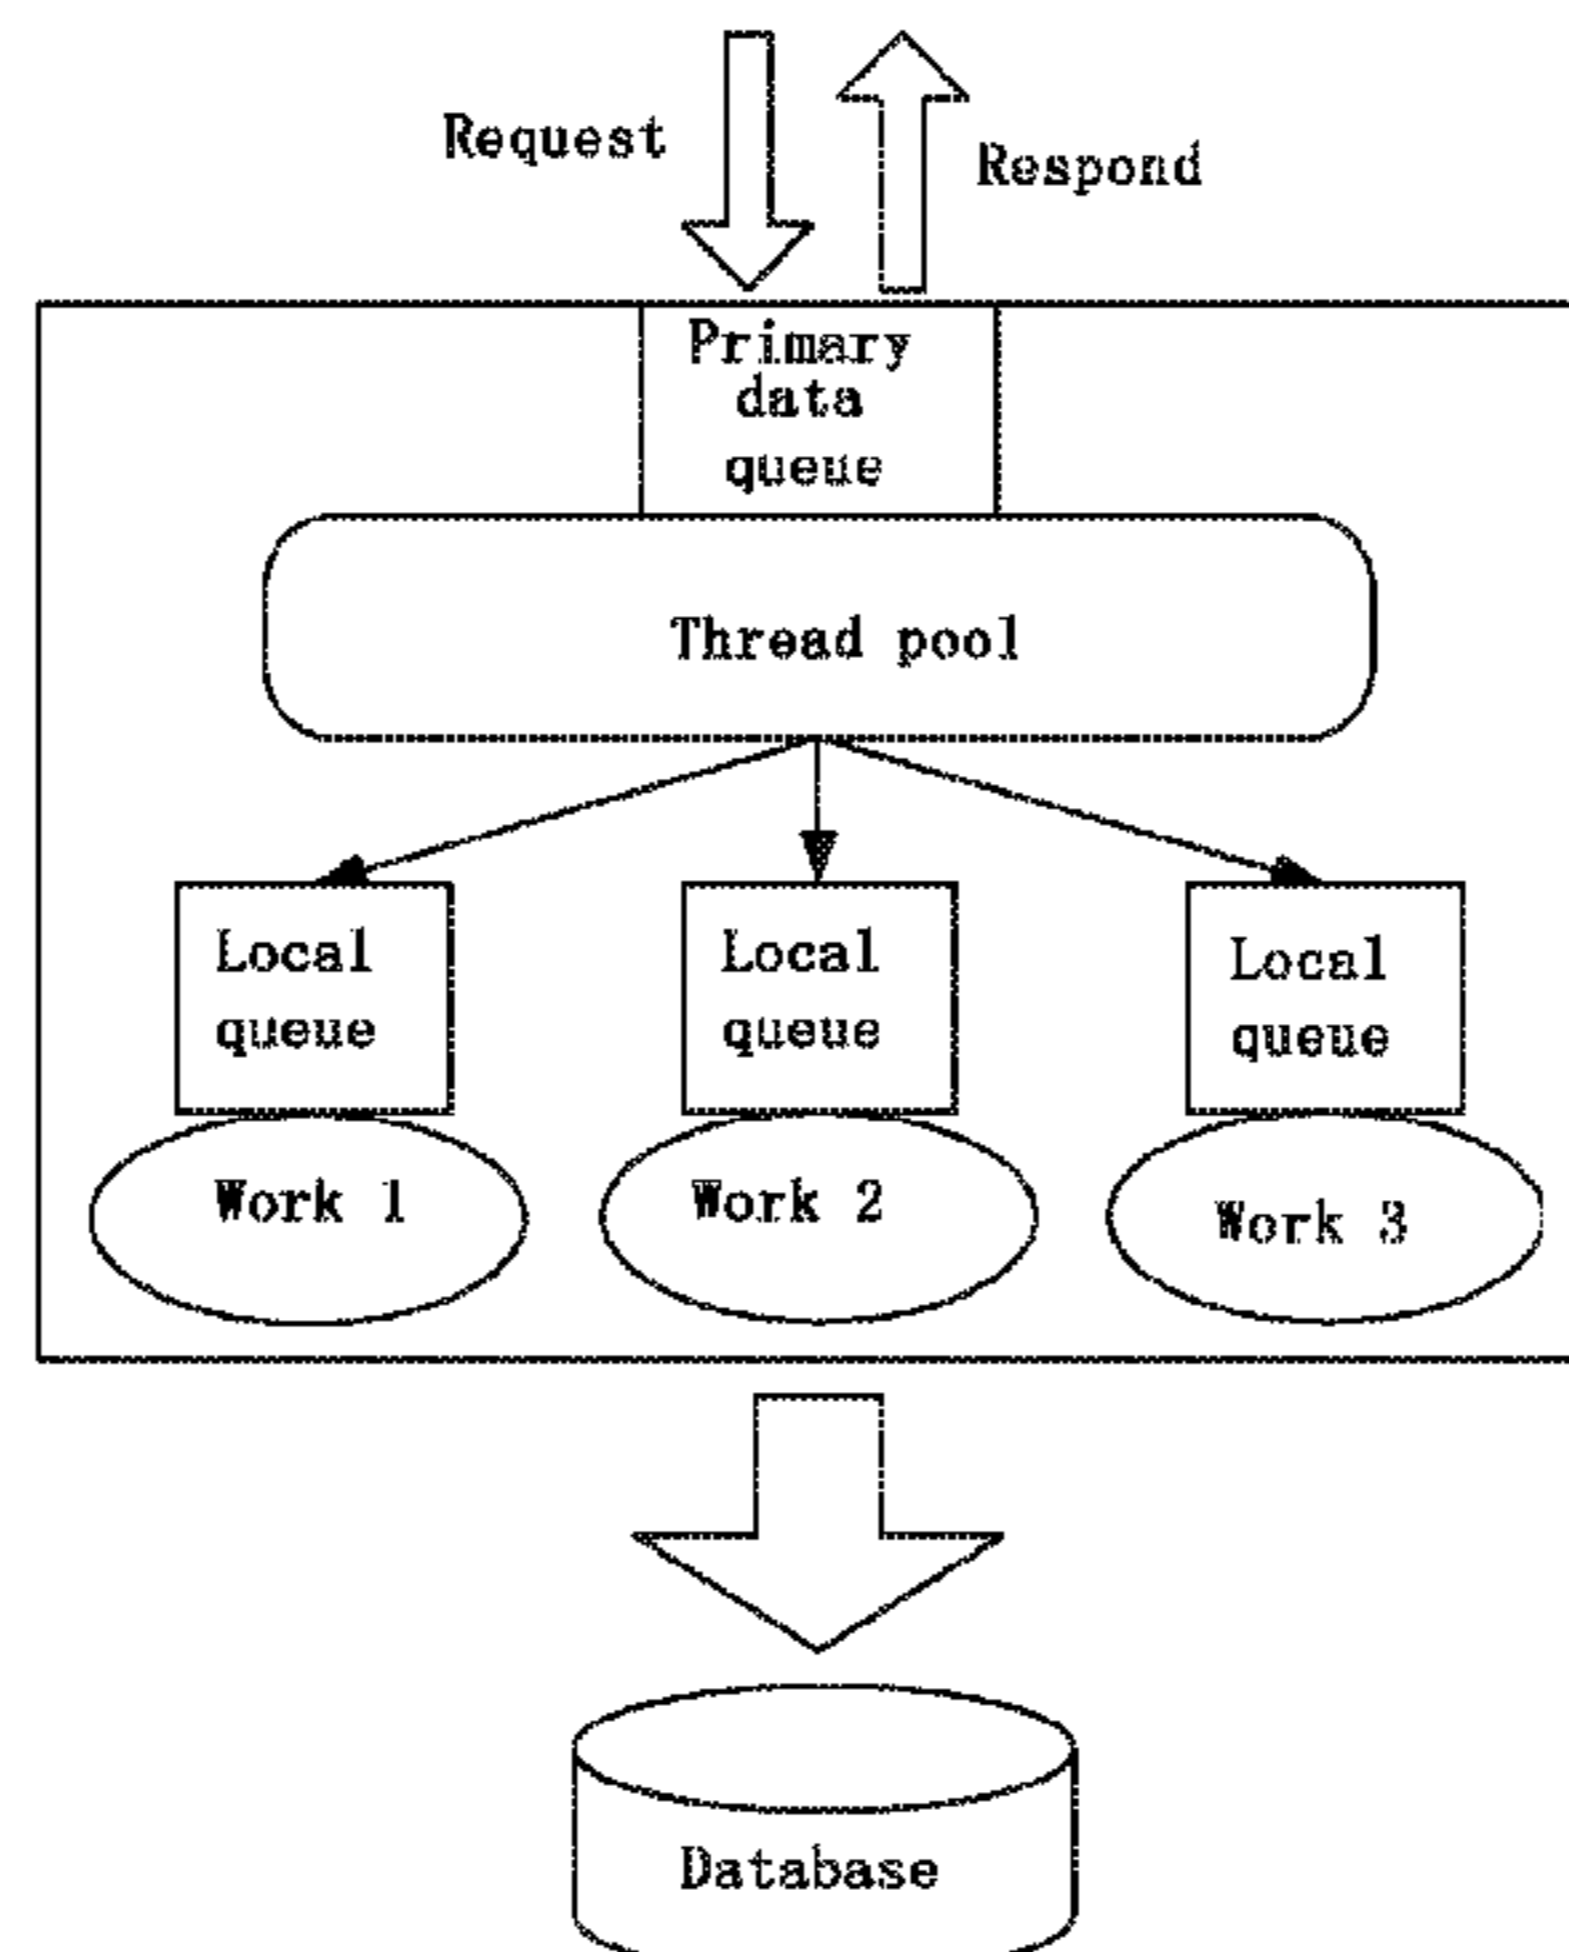 Request
Respond
Primary
data
queue
Thread pool
Local
queue
Local
queue
Local
queue
Work 1
Work 2
Work 3
Database